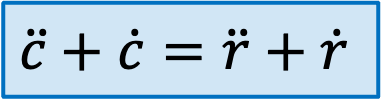 c̈ + ċ = r̈ + ṙ